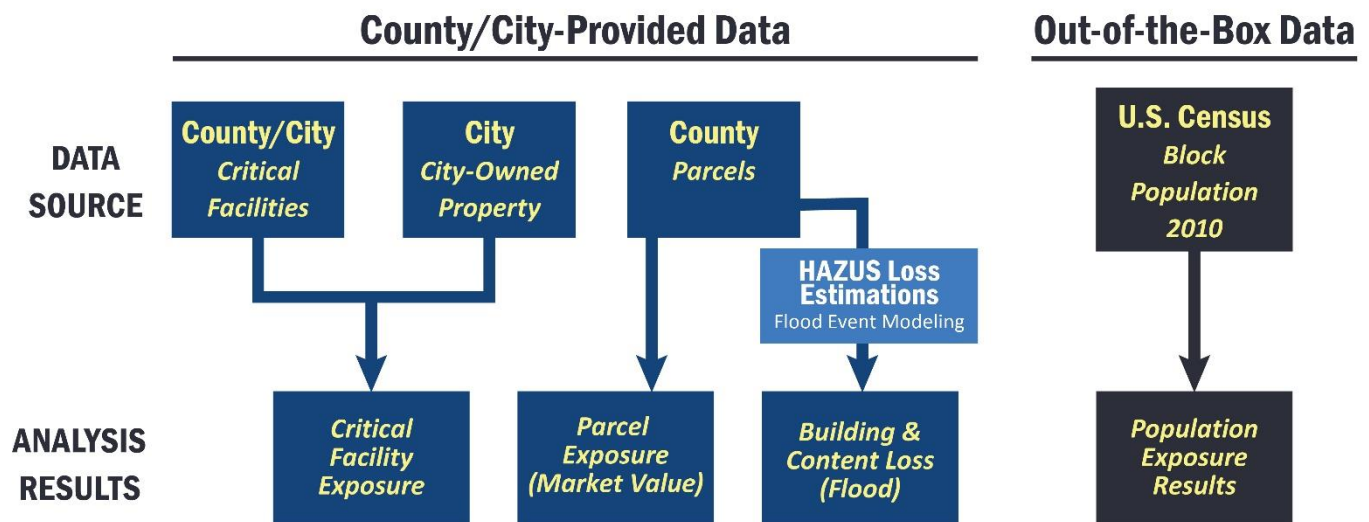 County/City-Provided Data
Out-of-the-Box Data
DATA
SOURCE
County/City
Critical
Facilities
City
City-Owned
Property
County
Parcels
U.S. Census
Block
Population
2010
HAZUS Loss
Estimations
Flood Event Modeling
ANALYSIS
RESULTS
Critical
Facility
Exposure
Parcel
Exposure
(Market Value)
Building &
Content Loss
(Flood)
Population
Exposure
Results